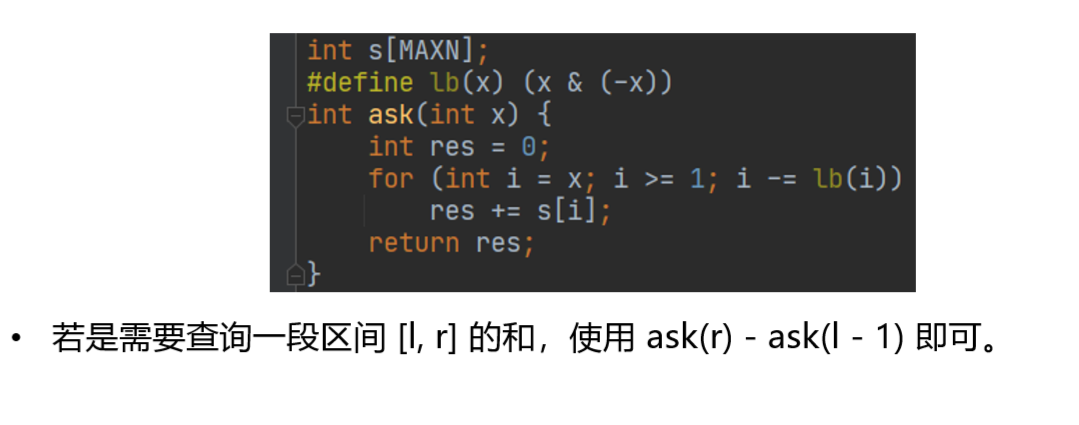 int s[MAXN];
#define lb(x) (x & (-x))
int ask(int x) {
    int res = 0;
    for (int i = x; i >= 1; i -= lb(i))
        res += s[i];
    return res;
}
• 若是需要查询一段区间 [l, r] 的和，使用 ask(r) - ask(l - 1) 即可。